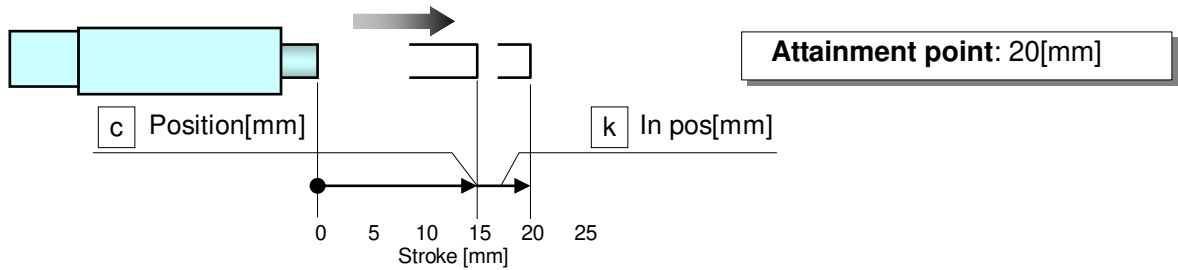 Attainment point: 20[mm]
c Position[mm]
k In pos[mm]
0 5 10 15 20 25
Stroke [mm]